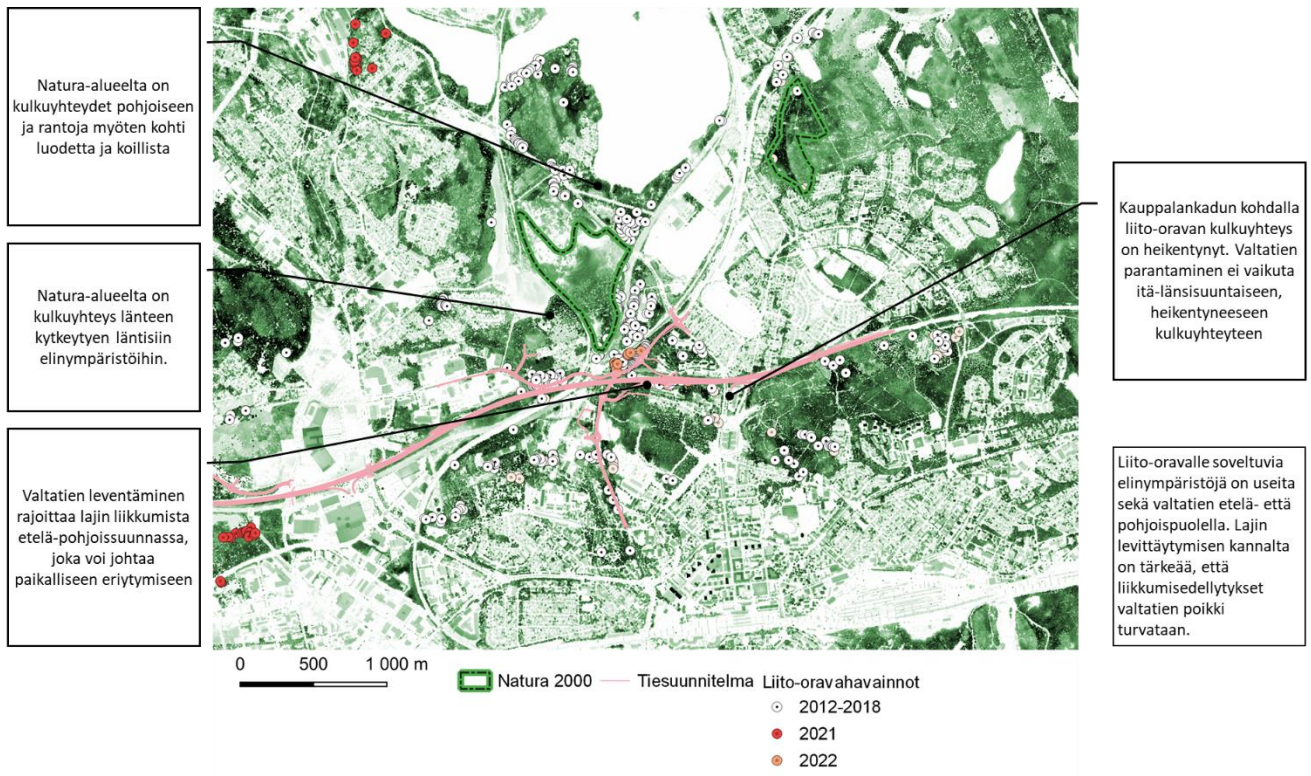 Natura-alueelta on
kulkuyhteydet pohjoiseen
ja rantoja myöten kohti
luodetta ja koillista
Natura-alueelta on
kulkuyhteys länteen
kytkeytyen läntisiin
elinympäristöihin.
Valtatien leventäminen
rajoittaa lajin liikkumista
etelä-pohjoissuunnassa,
joka voi johtaa
paikalliseen eriytymiseen
Kauppalankadun kohdalla
liito-oravan kulkuyhteys
on heikentynyt. Valtatien
parantaminen ei vaikuta
itä-länsisuuntaiseen,
heikentyneeseen
kulkuyhteyteen
Liito-oravalle soveltuvia
elinympäristöjä on useita
sekä valtatien etelä- että
pohjoispuolella. Lajin
levittäytymisen kannalta
on tärkeää, että
liikkumisedellytykset
valtatien poikki
turvataan.
0 500 1 000 m
Natura 2000
Tiesuunnitelma
Liito-oravahavainnot
2012-2018
2021
2022